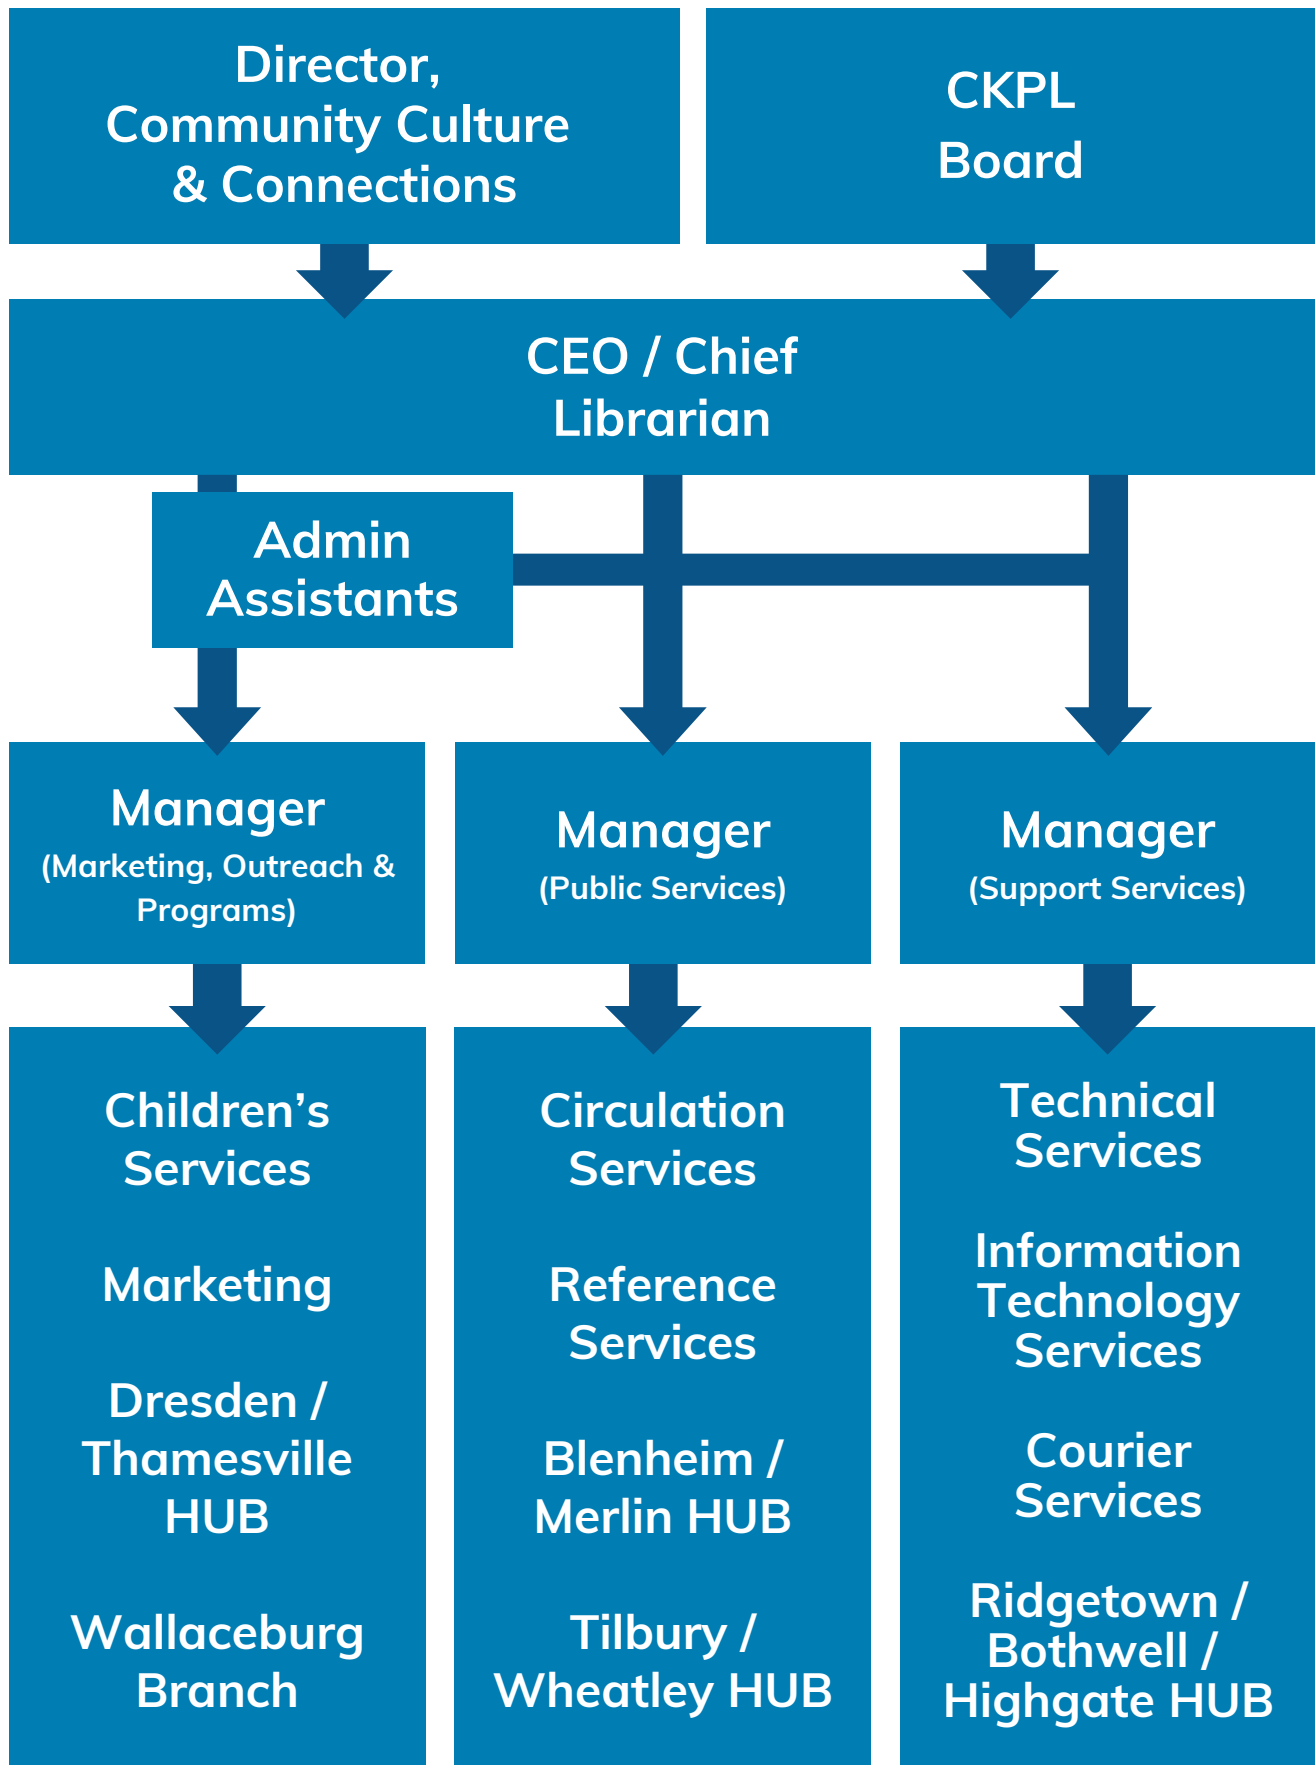 Director,
Community Culture
& Connections
CKPL
Board
CEO / Chief
Librarian
Admin
Assistants
Manager
(Marketing, Outreach &
Programs)
Manager
(Public Services)
Manager
(Support Services)
Children’s
Services
Marketing
Dresden /
Thamesville
HUB
Wallaceburg
Branch
Circulation
Services
Reference
Services
Blenheim /
Merlin HUB
Tilbury /
Wheatley HUB
Technical
Services
Information
Technology
Services
Courier
Services
Ridgetown /
Bothwell /
Highgate HUB